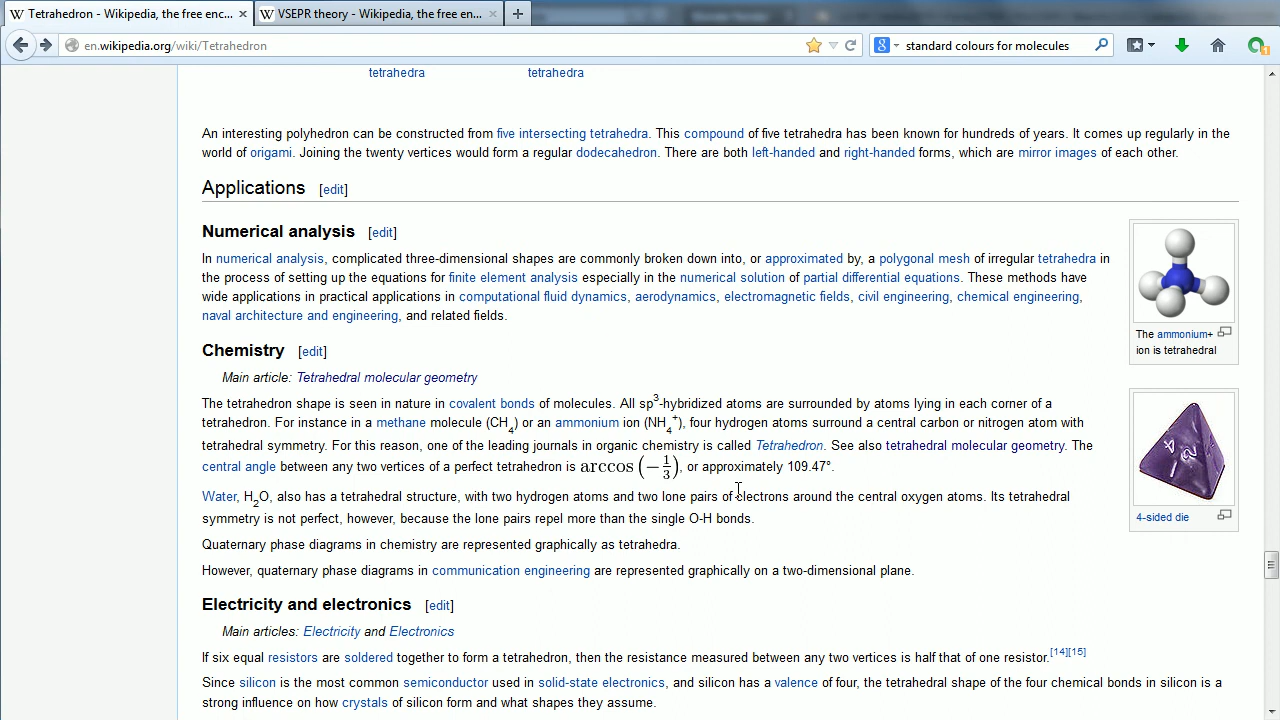 Tetrahedron - Wikipedia, the free enc...
VSEPR theory - Wikipedia, the free en...
en.wikipedia.org/wiki/Tetrahedron
standard colours for molecules
tetrahedra tetrahedra
An interesting polyhedron can be constructed from five intersecting tetrahedra. This compound of five tetrahedra has been known for hundreds of years. It comes up regularly in the
world of origami. Joining the twenty vertices would form a regular dodecahedron. There are both left-handed and right-handed forms, which are mirror images of each other.
Applications [edit]
Numerical analysis [edit]
In numerical analysis, complicated three-dimensional shapes are commonly broken down into, or approximated by, a polygonal mesh of irregular tetrahedra in
the process of setting up the equations for finite element analysis especially in the numerical solution of partial differential equations. These methods have
wide applications in practical applications in computational fluid dynamics, aerodynamics, electromagnetic fields, civil engineering, chemical engineering,
naval architecture and engineering, and related fields.
The ammonium+
ion is tetrahedral
Chemistry [edit]
Main article: Tetrahedral molecular geometry
The tetrahedron shape is seen in nature in covalent bonds of molecules. All sp³-hybridized atoms are surrounded by atoms lying in each corner of a
tetrahedron. For instance in a methane molecule (CH₄) or an ammonium ion (NH₄⁺), four hydrogen atoms surround a central carbon or nitrogen atom with
tetrahedral symmetry. For this reason, one of the leading journals in organic chemistry is called Tetrahedron. See also tetrahedral molecular geometry. The
central angle between any two vertices of a perfect tetrahedron is arccos(−1/3), or approximately 109.47°.
4-sided die
Water, H₂O, also has a tetrahedral structure, with two hydrogen atoms and two lone pairs of electrons around the central oxygen atoms. Its tetrahedral
symmetry is not perfect, however, because the lone pairs repel more than the single O-H bonds.
Quaternary phase diagrams in chemistry are represented graphically as tetrahedra.
However, quaternary phase diagrams in communication engineering are represented graphically on a two-dimensional plane.
Electricity and electronics [edit]
Main articles: Electricity and Electronics
If six equal resistors are soldered together to form a tetrahedron, then the resistance measured between any two vertices is half that of one resistor.[14][15]
Since silicon is the most common semiconductor used in solid-state electronics, and silicon has a valence of four, the tetrahedral shape of the four chemical bonds in silicon is a
strong influence on how crystals of silicon form and what shapes they assume.